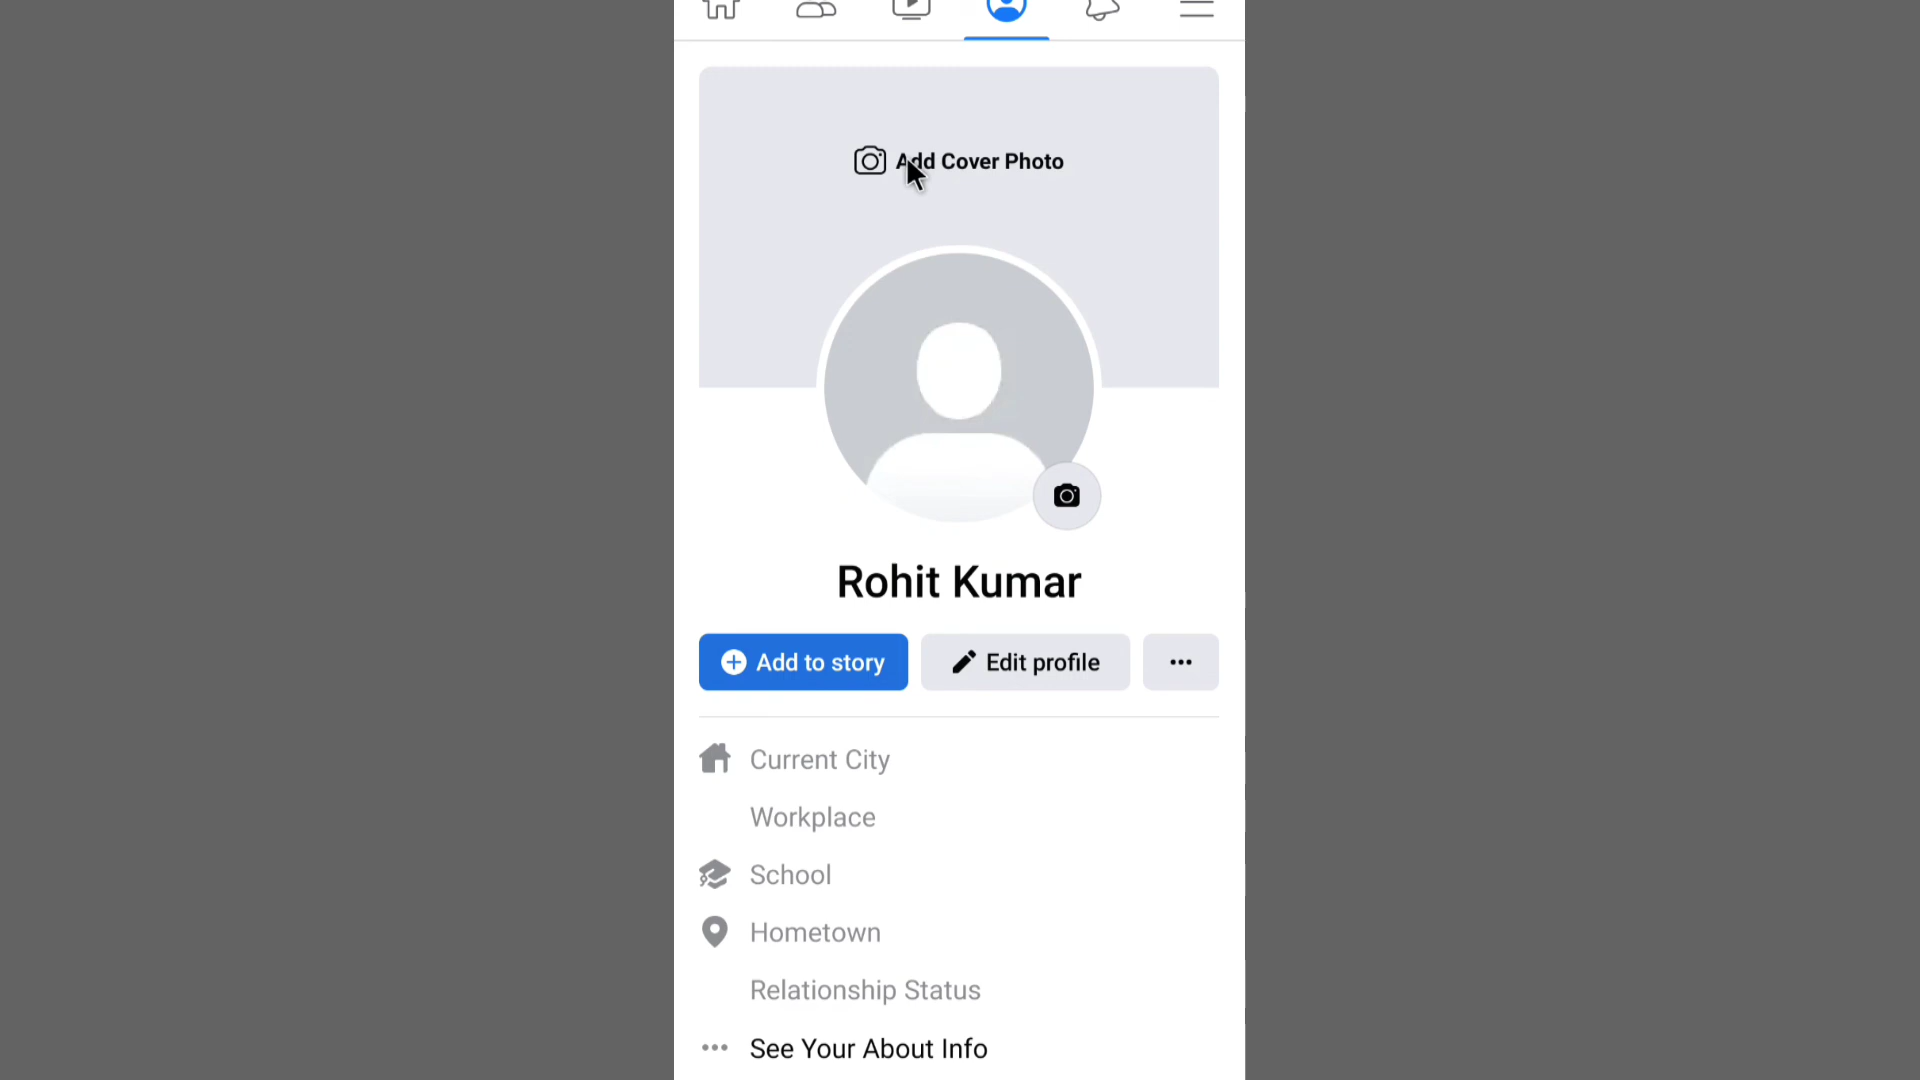 Add Cover Photo
Rohit Kumar
Add to story
Edit profile
Current City
Workplace
School
Hometown
Relationship Status
See Your About Info